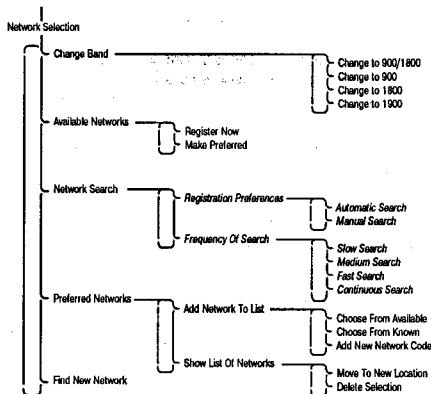 Network Selection
Change Band
Change to 900/1800
Change to 900
Change to 1800
Change to 1900
Available Networks
Register Now
Make Preferred
Network Search
Registration Preferences
Automatic Search
Manual Search
Frequency Of Search
Slow Search
Medium Search
Fast Search
Continuous Search
Preferred Networks
Add Network To List
Choose From Available
Choose From Known
Add New Network Code
Show List Of Networks
Move To New Location
Delete Selection
Find New Network